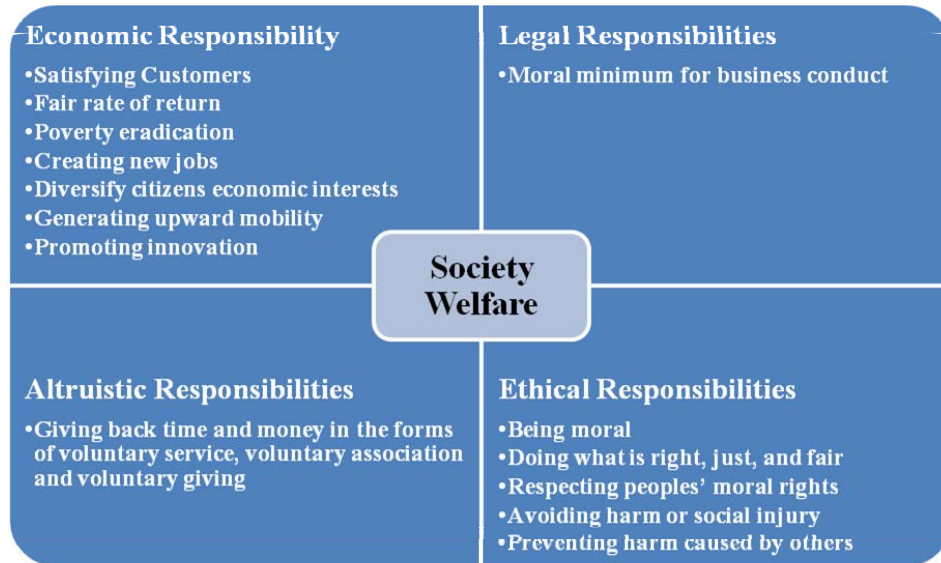 Economic Responsibility
•Satisfying Customers
•Fair rate of return
•Poverty eradication
•Creating new jobs
•Diversify citizens economic interests
•Generating upward mobility
•Promoting innovation
Legal Responsibilities
•Moral minimum for business conduct
Society
Welfare
Altruistic Responsibilities
•Giving back time and money in the forms
of voluntary service, voluntary association
and voluntary giving
Ethical Responsibilities
•Being moral
•Doing what is right, just, and fair
•Respecting peoples’ moral rights
•Avoiding harm or social injury
•Preventing harm caused by others